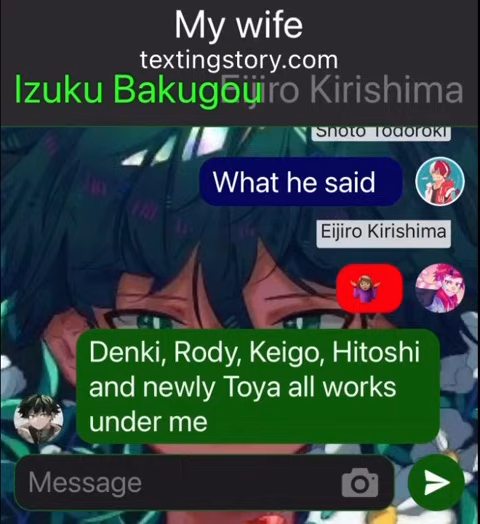 My wife
textingstory.com
Izuku Bakugou Eijiro Kirishima
Shoto Todoroki
What he said
Eijiro Kirishima
Denki, Rody, Keigo, Hitoshi
and newly Toya all works
under me
Message